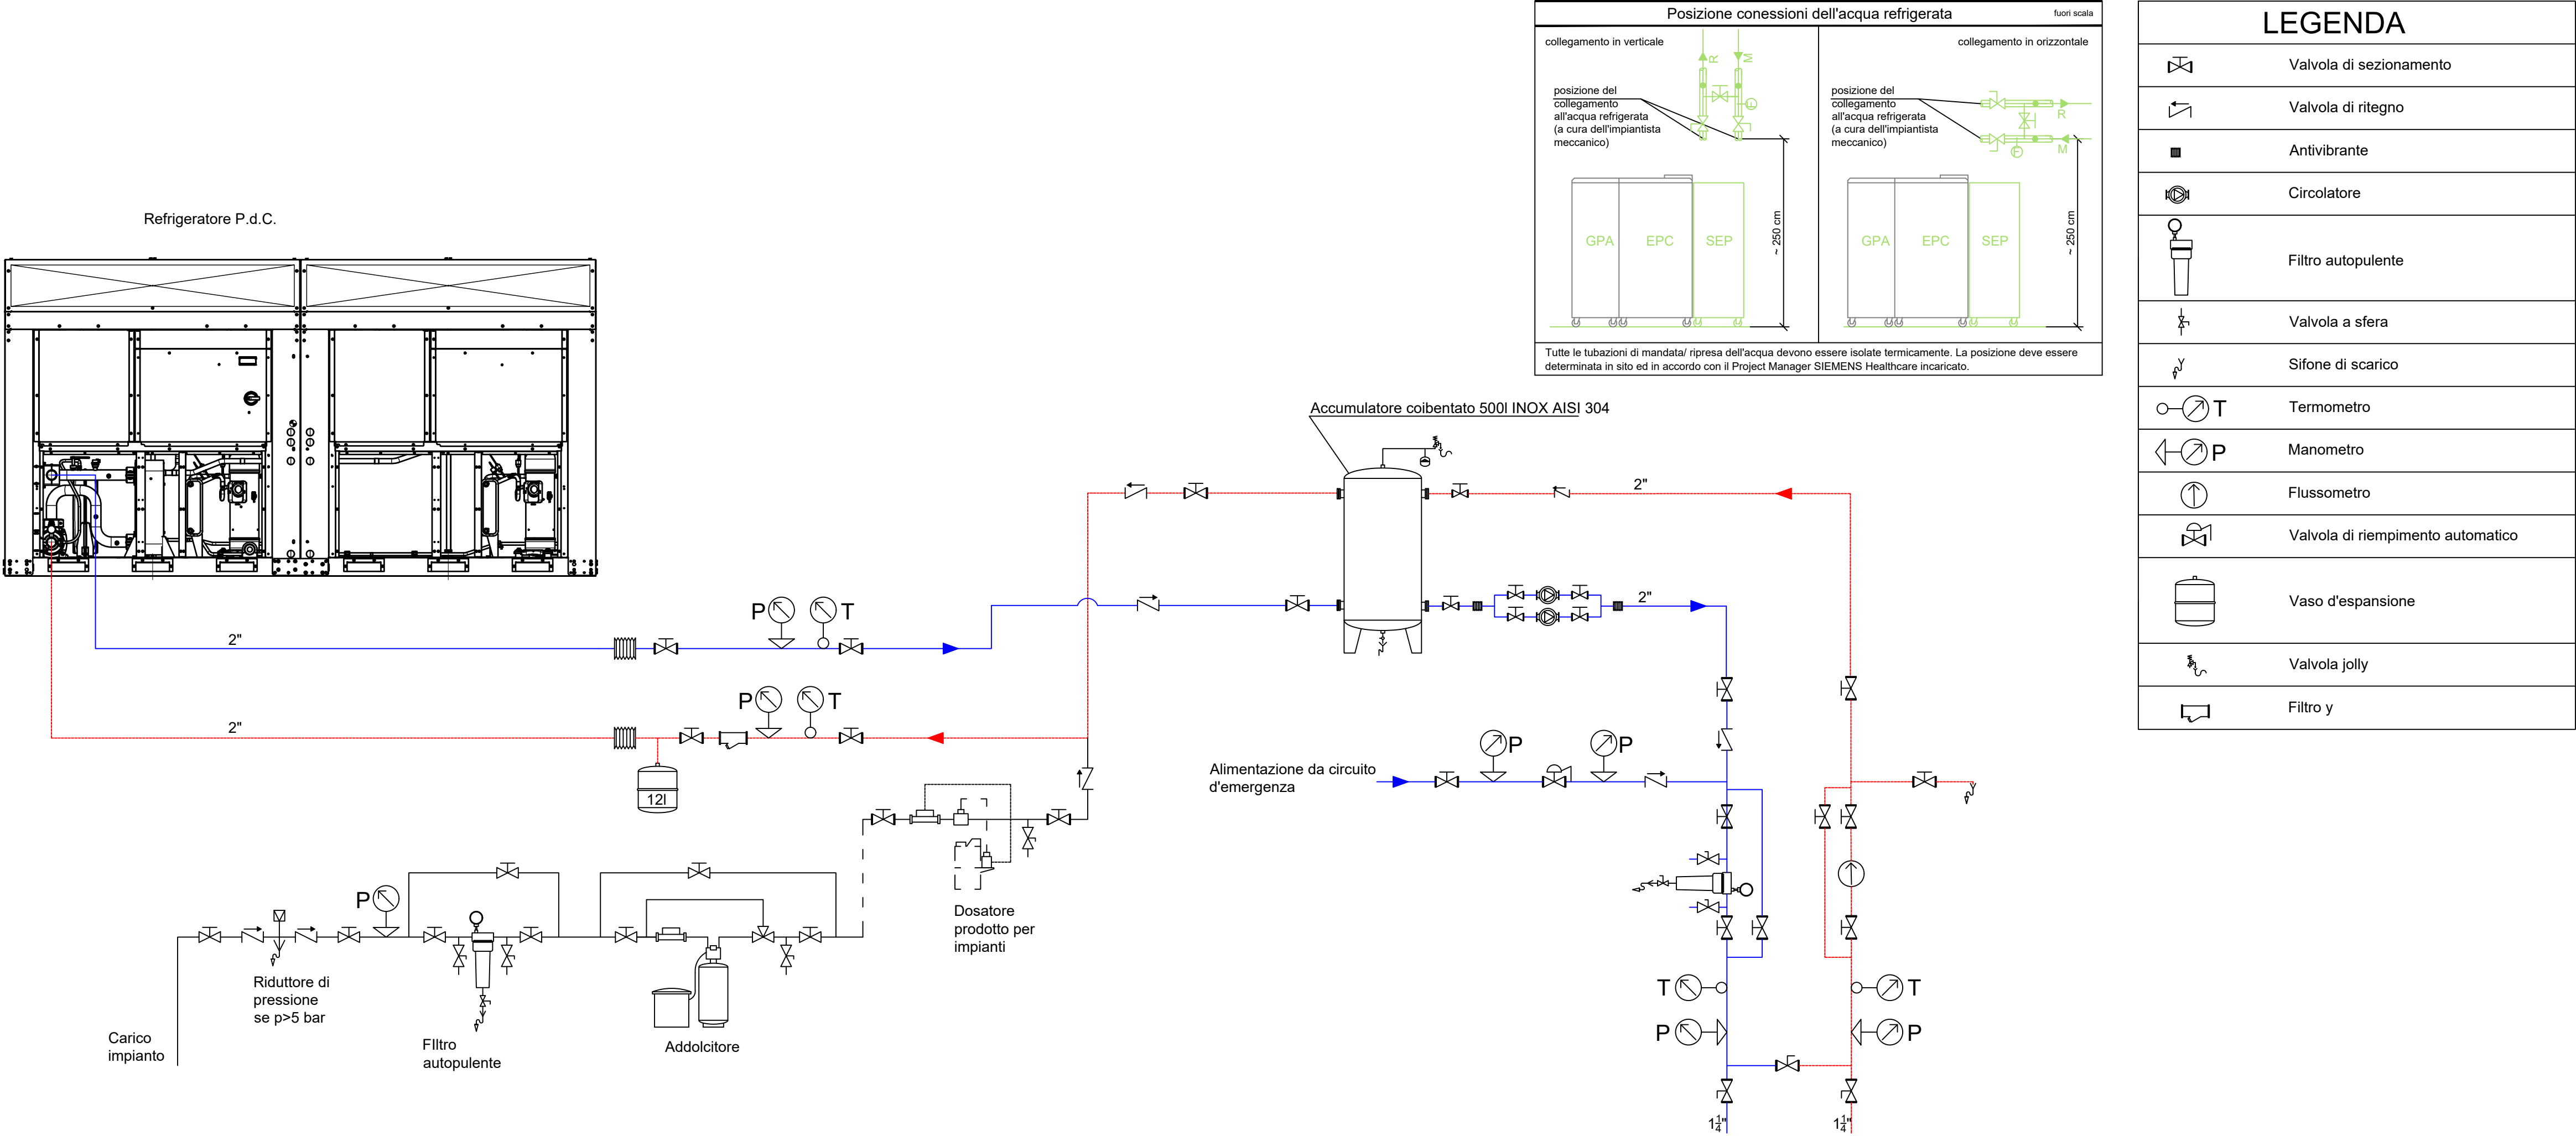 Posizione conessioni dell'acqua refrigerata
fuori scala
collegamento in verticale
R
M
posizione del
collegamento
all'acqua refrigerata
(a cura dell'impiantista
meccanico)
F
GPA
EPC
SEP
~ 250 cm
collegamento in orizzontale
posizione del
collegamento
all'acqua refrigerata
(a cura dell'impiantista
meccanico)
R
F
M
GPA
EPC
SEP
~ 250 cm
Tutte le tubazioni di mandata/ ripresa dell'acqua devono essere isolate termicamente. La posizione deve essere
determinata in sito ed in accordo con il Project Manager SIEMENS Healthcare incaricato.
LEGENDA
Valvola di sezionamento
Valvola di ritegno
Antivibrante
Circolatore
Filtro autopulente
Valvola a sfera
Sifone di scarico
T
Termometro
P
Manometro
Flussometro
Valvola di riempimento automatico
Vaso d'espansione
Valvola jolly
Filtro y
Refrigeratore P.d.C.
Accumulatore coibentato 500l INOX AISI 304
2"
2"
2"
P
T
2"
P
T
12l
Alimentazione da circuito
d'emergenza
P
P
Dosatore
prodotto per
impianti
P
Riduttore di
pressione
se p>5 bar
Carico
impianto
FIltro
autopulente
Addolcitore
T
T
P
P
1 1/4"
1 1/4"